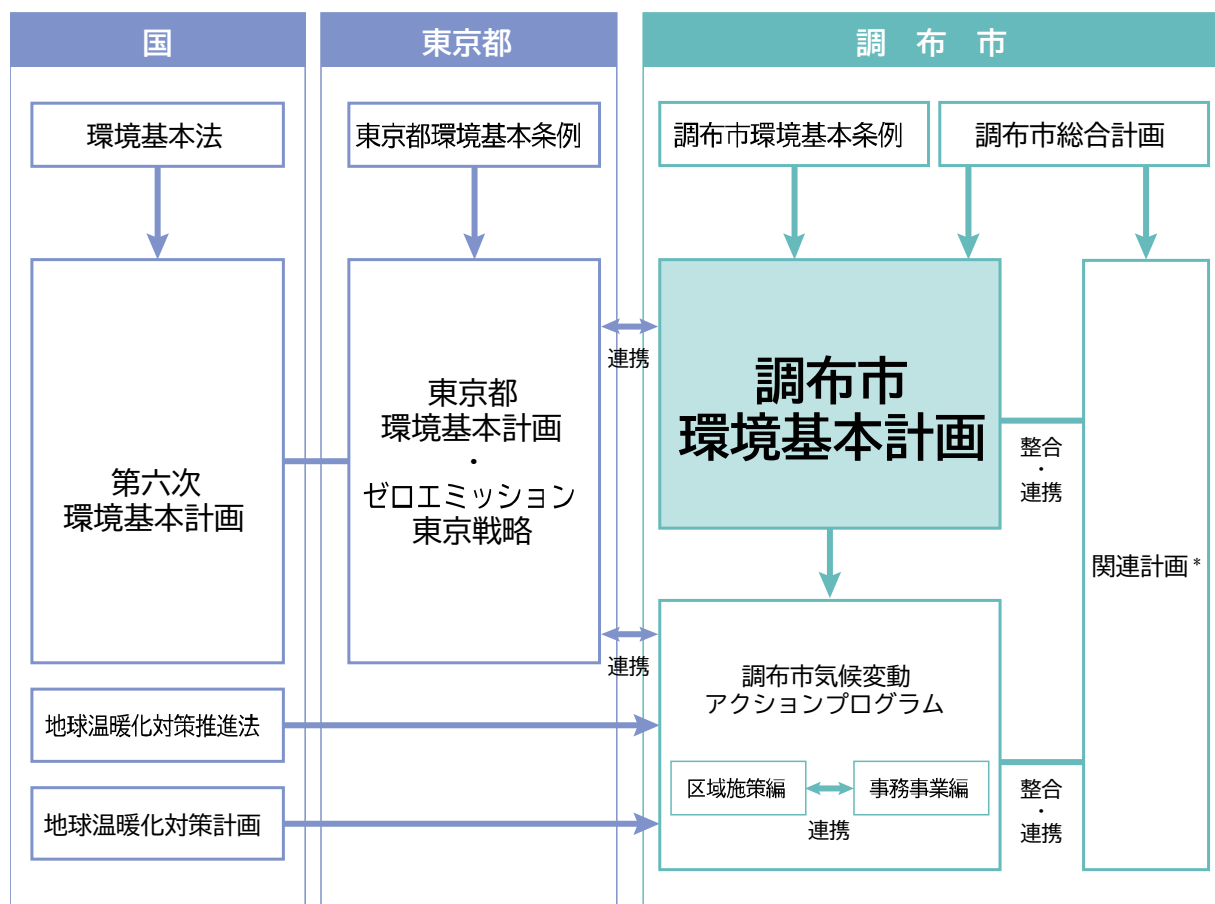 国
東京都
調布市
環境基本法
東京都環境基本条例
調布市環境基本条例
調布市総合計画
第六次
環境基本計画
東京都
環境基本計画
・
ゼロエミッション
東京戦略
連携
調布市
環境基本計画
整合
・
連携
関連計画*
連携
調布市気候変動
アクションプログラム
地球温暖化対策推進法
地球温暖化対策計画
区域施策編
事務事業編
連携
整合
・
連携